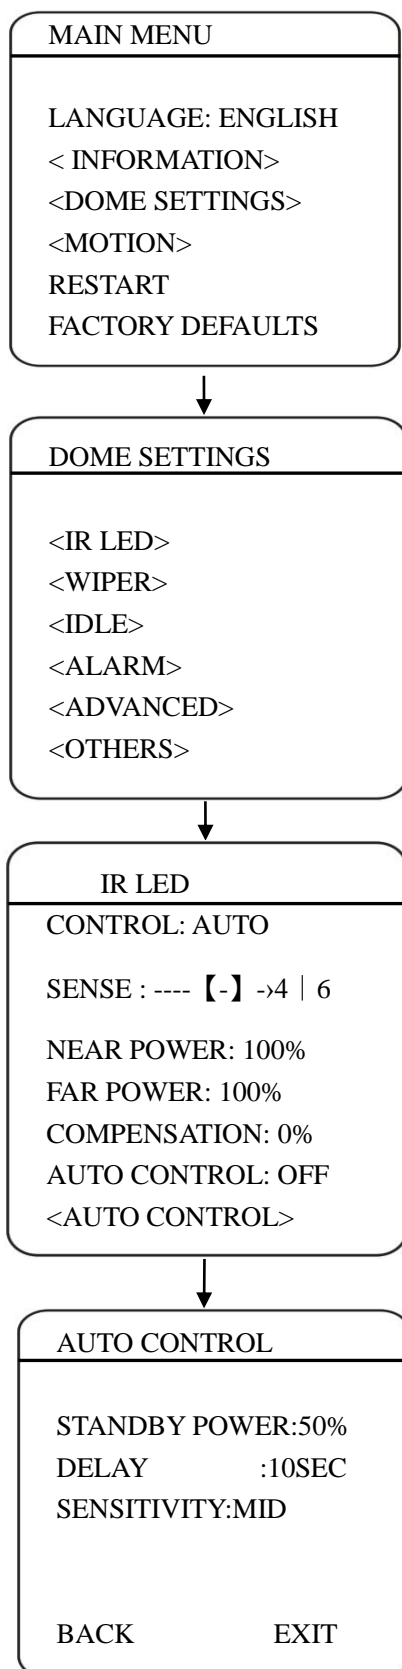 MAIN MENU
LANGUAGE: ENGLISH
< INFORMATION>
<DOME SETTINGS>
<MOTION>
RESTART
FACTORY DEFAULTS
DOME SETTINGS
<IR LED>
<WIPER>
<IDLE>
<ALARM>
<ADVANCED>
<OTHERS>
IR LED
CONTROL: AUTO
SENSE : ----【-】-›4｜6
NEAR POWER: 100%
FAR POWER: 100%
COMPENSATION: 0%
AUTO CONTROL: OFF
<AUTO CONTROL>
AUTO CONTROL
STANDBY POWER:50%
DELAY :10SEC
SENSITIVITY:MID
BACK EXIT